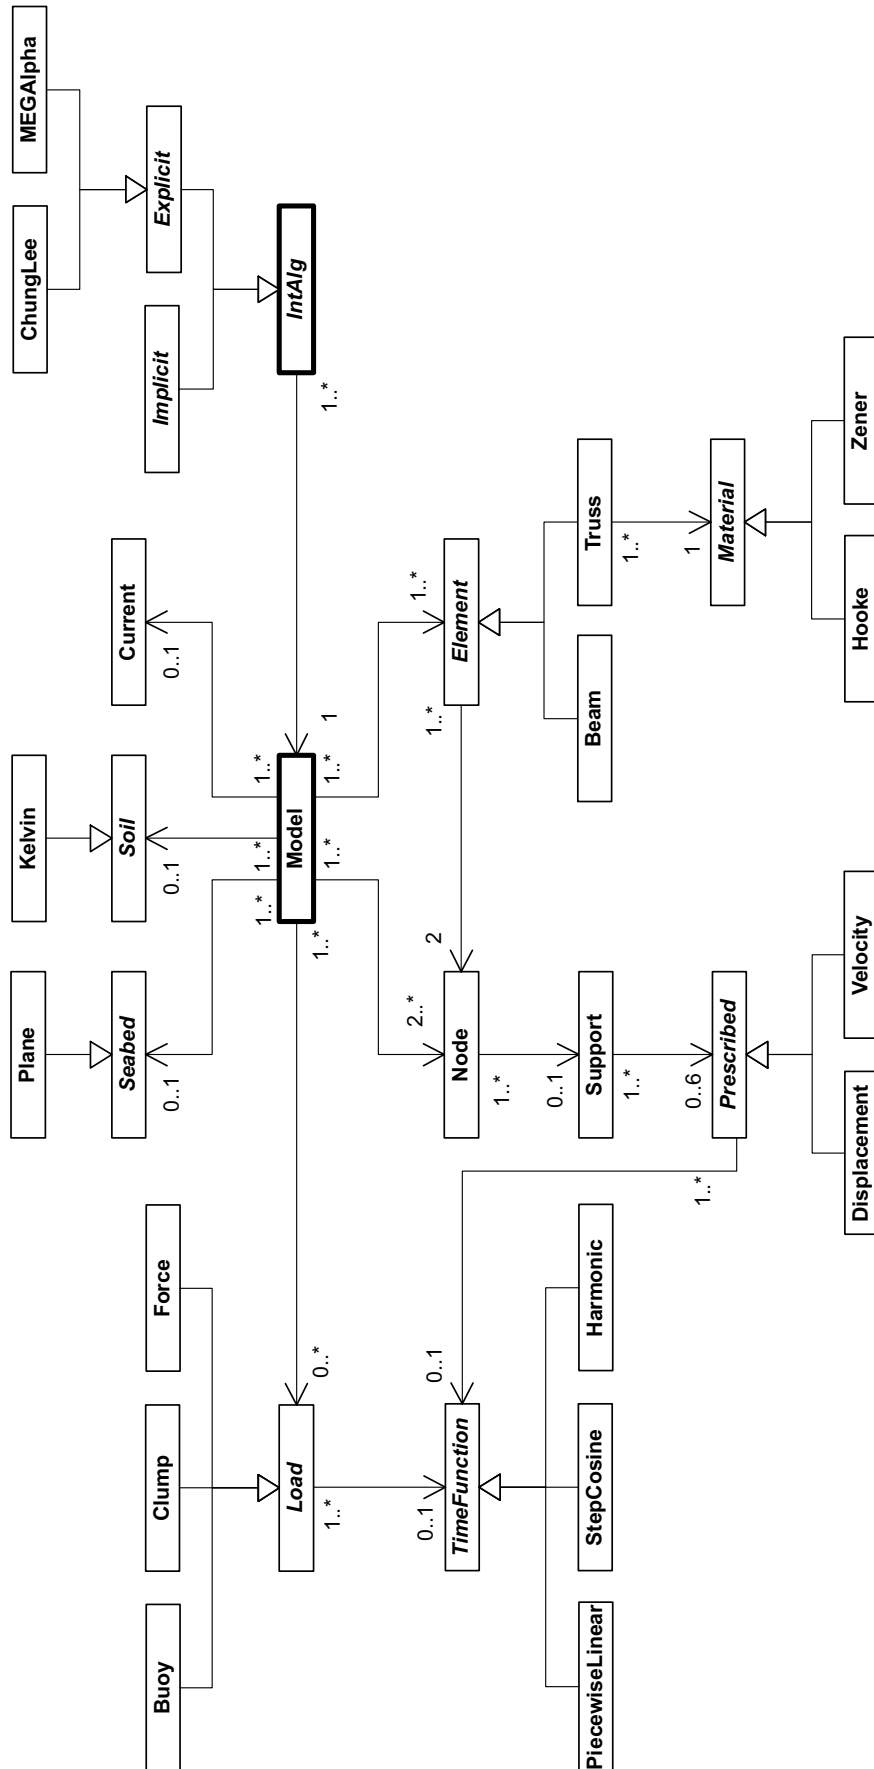 Plane
Kelvin
ChungLee
MEGAlpha
Buoy
Clump
Force
Seabed
Soil
Current
Implicit
Explicit
0..1
0..1
0..1
1..*
1..*
1..*
Load
Model
IntAlg
1..*
0..*
1..*
1..*
1..*
1
1..*
0..1
0..1
2..*
2
1..*
1..*
TimeFunction
Node
Element
1..*
0..1
PiecewiseLinear
StepCosine
Harmonic
Support
Beam
Truss
1..*
1..*
1..*
0..6
1
Prescribed
Material
Displacement
Velocity
Hooke
Zener